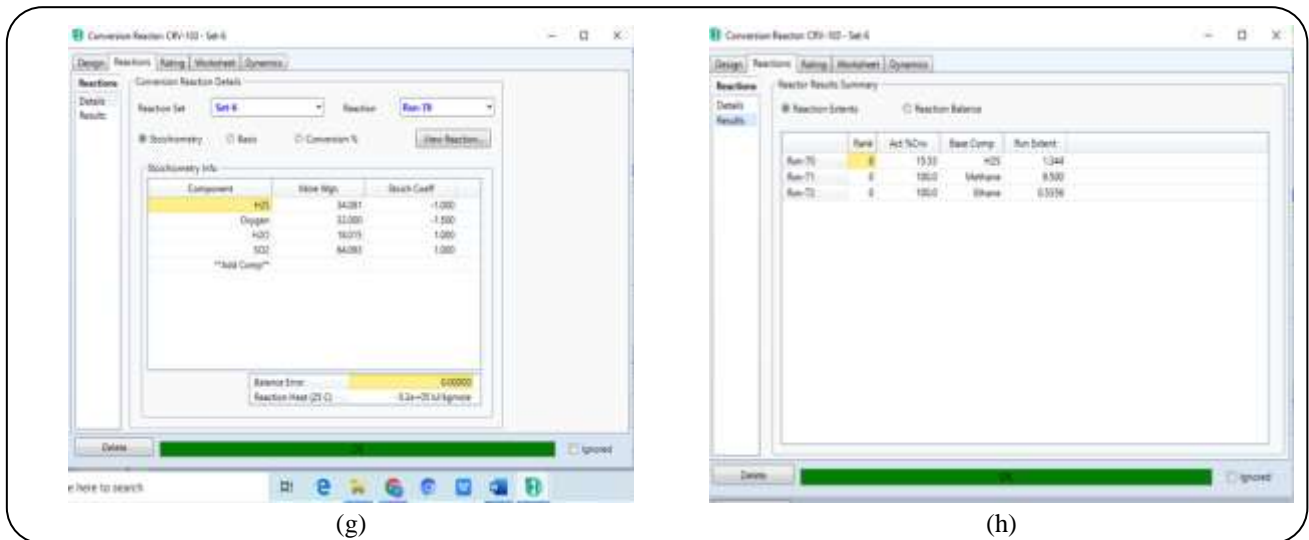 Conversion Reactor: CRV-100 - Set-6
Design Reactions Rating Worksheet Dynamics
Reactions
Details
Results
Conversion Reaction Details
Reaction Set Set-6 Reaction Rxn-70
Stoichiometry Basis Conversion % View Reaction...
Stoichiometry Info
Component Mole Wgt. Stoich Coeff
H2S 34.081 -1.000
Oxygen 32.000 -1.500
H2O 18.015 1.000
SO2 64.063 1.000
**Add Comp**
Balance Error 0.00000
Reaction Heat (25 C)
Delete OK Ignored
e here to search
(g)
Conversion Reactor: CRV-100 - Set-6
Design Reactions Rating Worksheet Dynamics
Reactions
Details
Results
Reactor Results Summary
Reaction Extents Reaction Balance
Rank Act. %Cnv Base Comp Rxn Extent
Rxn-70 0 Base H2S 1.344
Rxn-71 0 100.0 Methane 8.500
Rxn-72 0 100.0 Ethane 0.5356
Delete OK Ignored
(h)